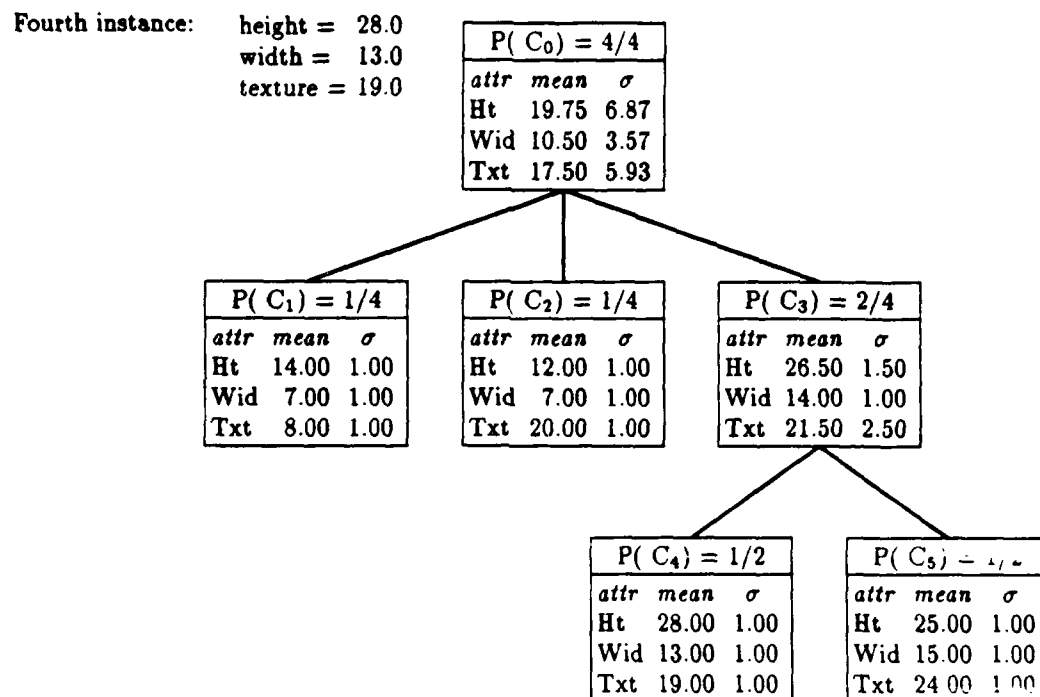 Fourth instance: height = 28.0
width = 13.0
texture = 19.0
P( C₀) = 4/4
attr mean σ
Ht 19.75 6.87
Wid 10.50 3.57
Txt 17.50 5.93
P( C₁) = 1/4
attr mean σ
Ht 14.00 1.00
Wid 7.00 1.00
Txt 8.00 1.00
P( C₂) = 1/4
attr mean σ
Ht 12.00 1.00
Wid 7.00 1.00
Txt 20.00 1.00
P( C₃) = 2/4
attr mean σ
Ht 26.50 1.50
Wid 14.00 1.00
Txt 21.50 2.50
P( C₄) = 1/2
attr mean σ
Ht 28.00 1.00
Wid 13.00 1.00
Txt 19.00 1.00
P( C₅) =
attr mean σ
Ht 25.00 1.00
Wid 15.00 1.00
Txt 24.00 1.00